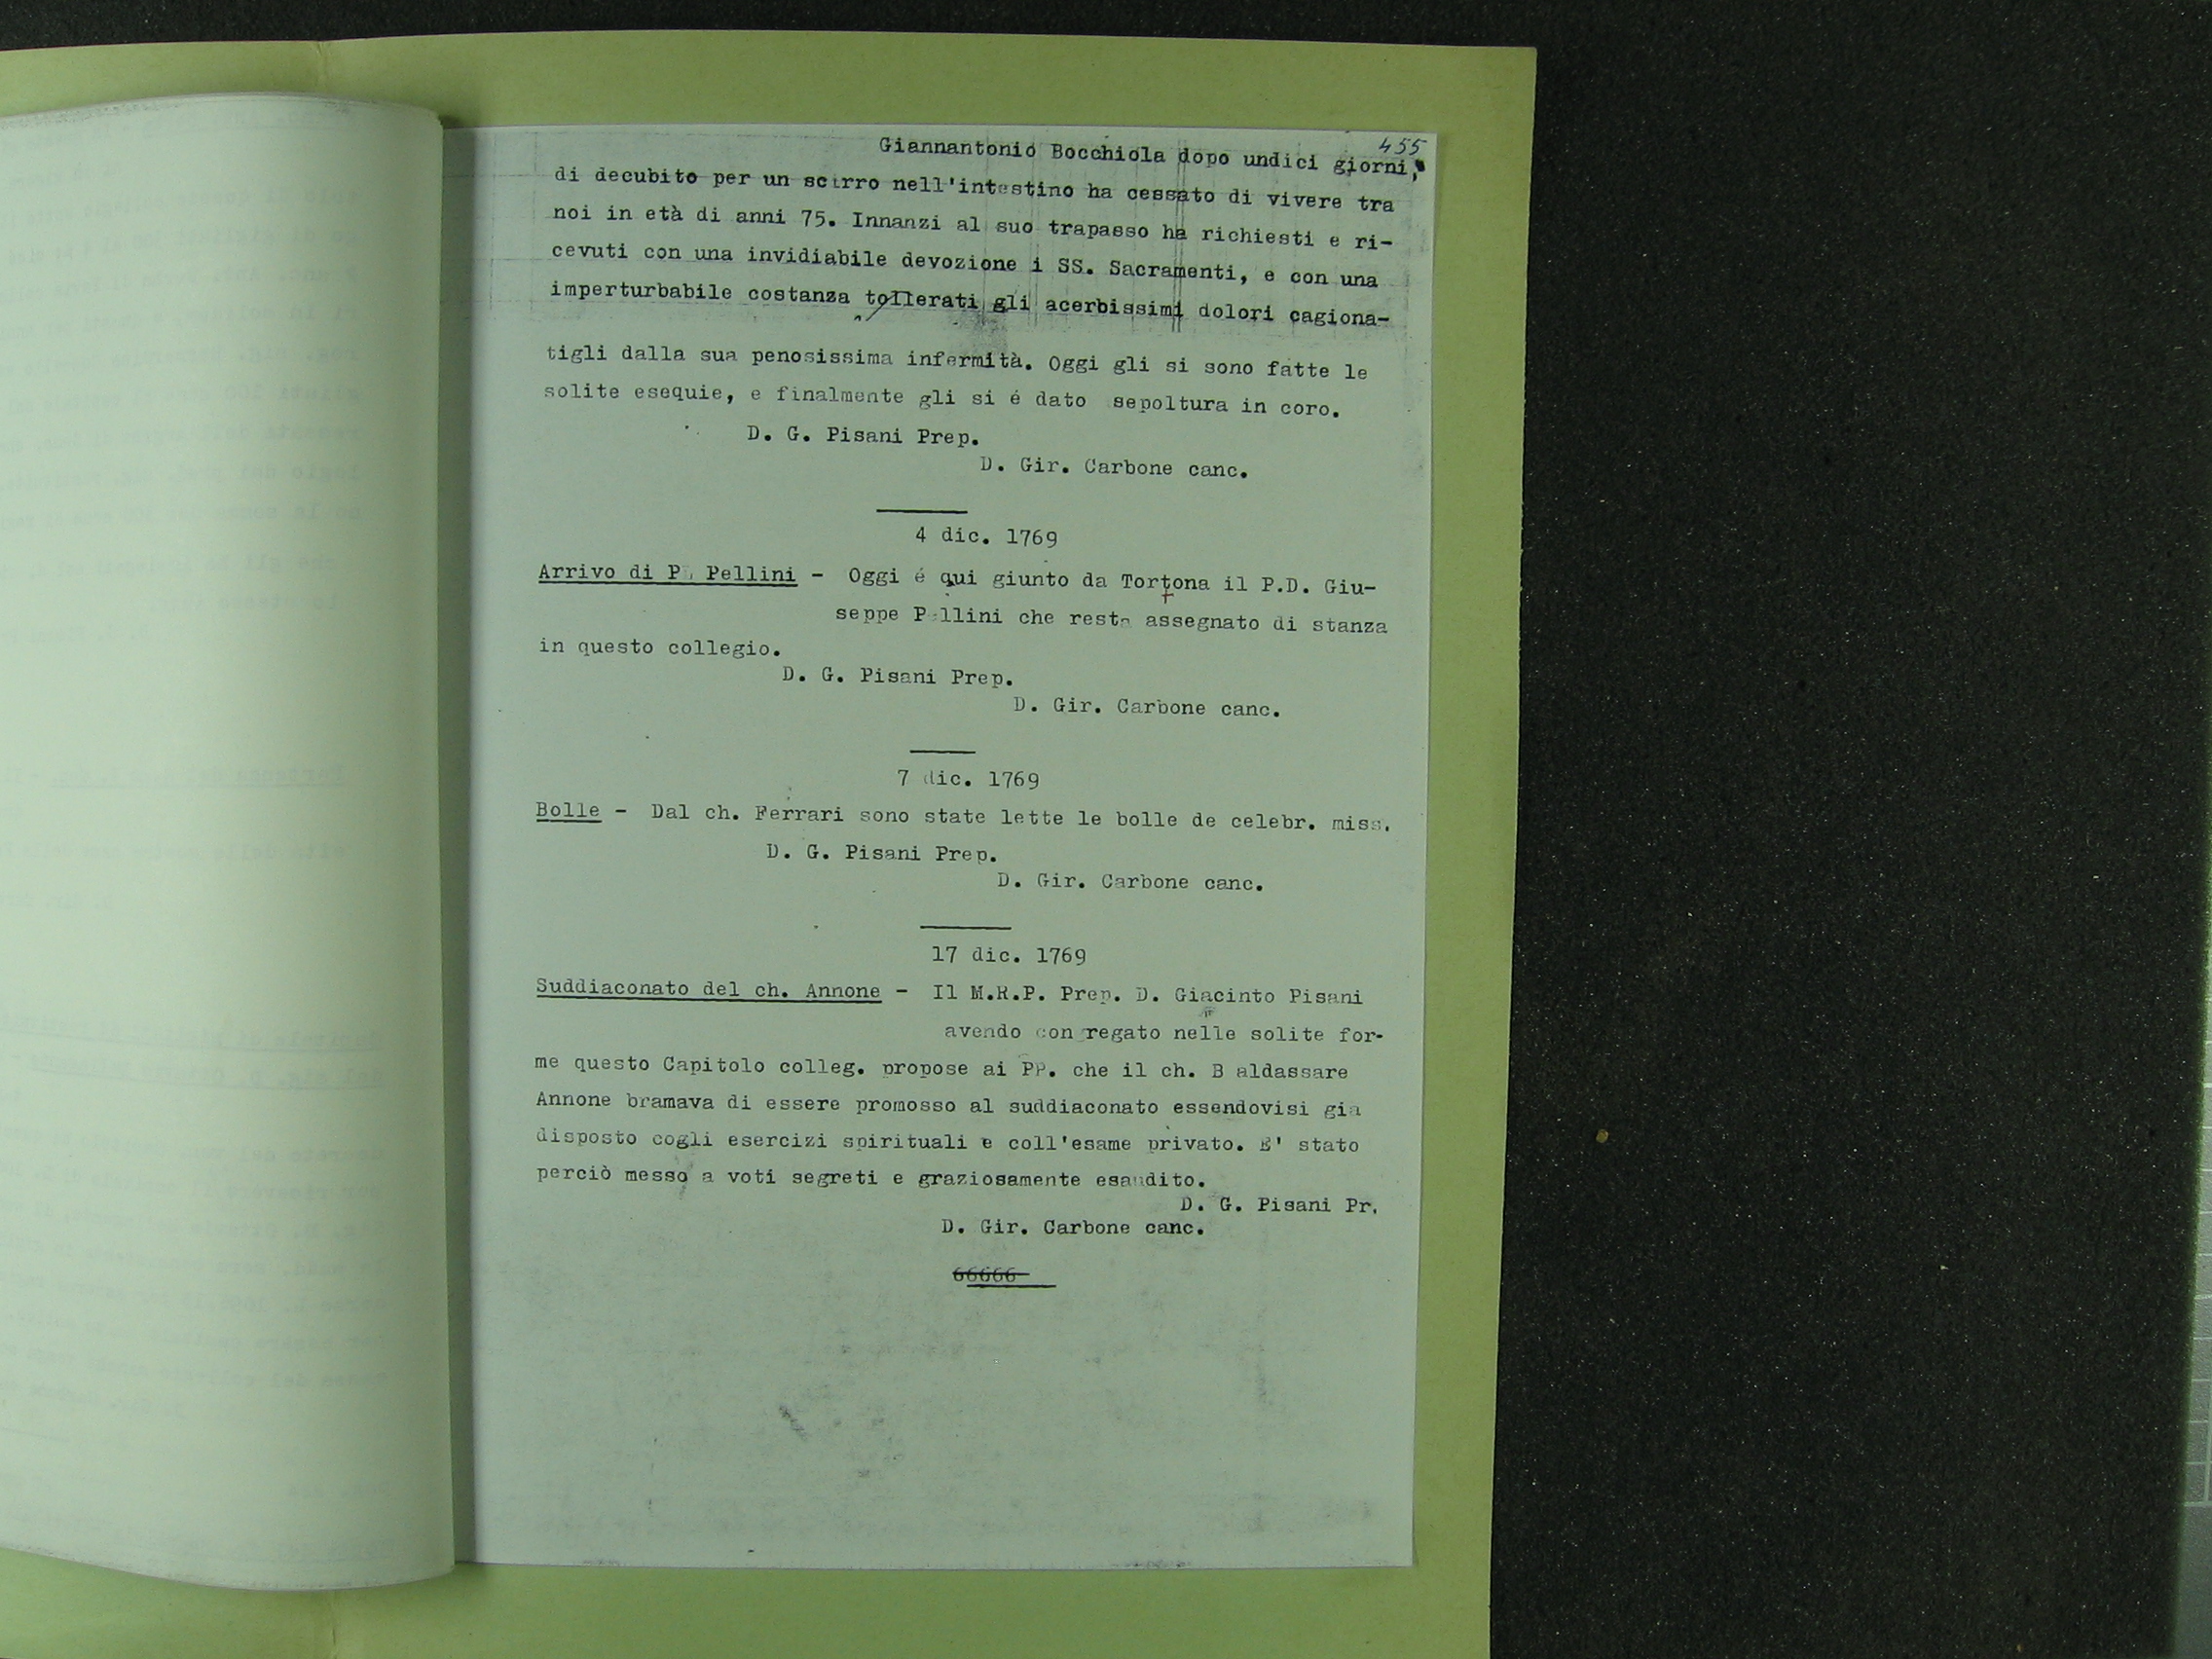 455
Giannantonio Bocchiola dopo undici giorni,
di decubito per un scirro nell'intestino ha cessato di vivere tra
noi in età di anni 75. Innanzi al suo trapasso ha richiesti e ri-
cevuti con una invidiabile devozione i SS. Sacramenti, e con una
imperturbabile costanza tollerati gli acerbissimi dolori cagiona-
tigli dalla sua penosissima infermità. Oggi gli si sono fatte le
solite esequie, e finalmente gli si é dato sepoltura in coro.
D. G. Pisani Prep.
D. Gir. Carbone canc.
4 dic. 1769
Arrivo di P. Pellini - Oggi é qui giunto da Tortona il P.D. Giu-
seppe Pellini che resta assegnato di stanza
in questo collegio.
D. G. Pisani Prep.
D. Gir. Carbone canc.
7 dic. 1769
Bolle - Dal ch. Ferrari sono state lette le bolle de celebr. miss.
D. G. Pisani Prep.
D. Gir. Carbone canc.
17 dic. 1769
Suddiaconato del ch. Annone - Il M.R.P. Prep. D. Giacinto Pisani
avendo congregato nelle solite for-
me questo Capitolo colleg. propose ai PP. che il ch. B aldassare
Annone bramava di essere promosso al suddiaconato essendovisi gia
disposto cogli esercizi spirituali e coll'esame privato. E' stato
perciò messo a voti segreti e graziosamente esaudito.
D. G. Pisani Pr.
D. Gir. Carbone canc.
66666